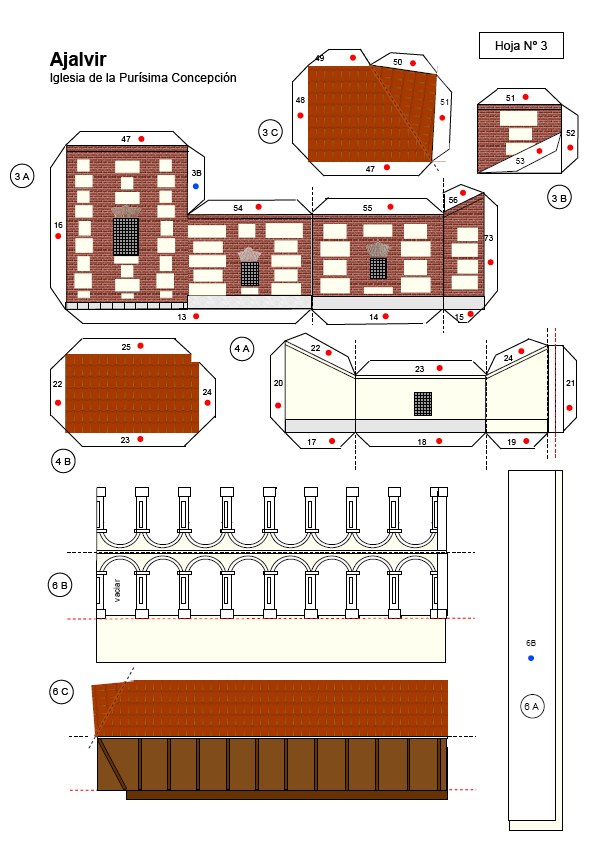 Ajalvir
Iglesia de la Purísima Concepción
Hoja Nº 3
49
50
48
51
3 C
47
51
52
53
3 B
47
3 A
3B
16
54
55
56
73
13
14
15
25
4 A
22
24
23
4 B
22
23
24
20
21
17
18
19
6 B
vaciar
6B
6 A
6 C